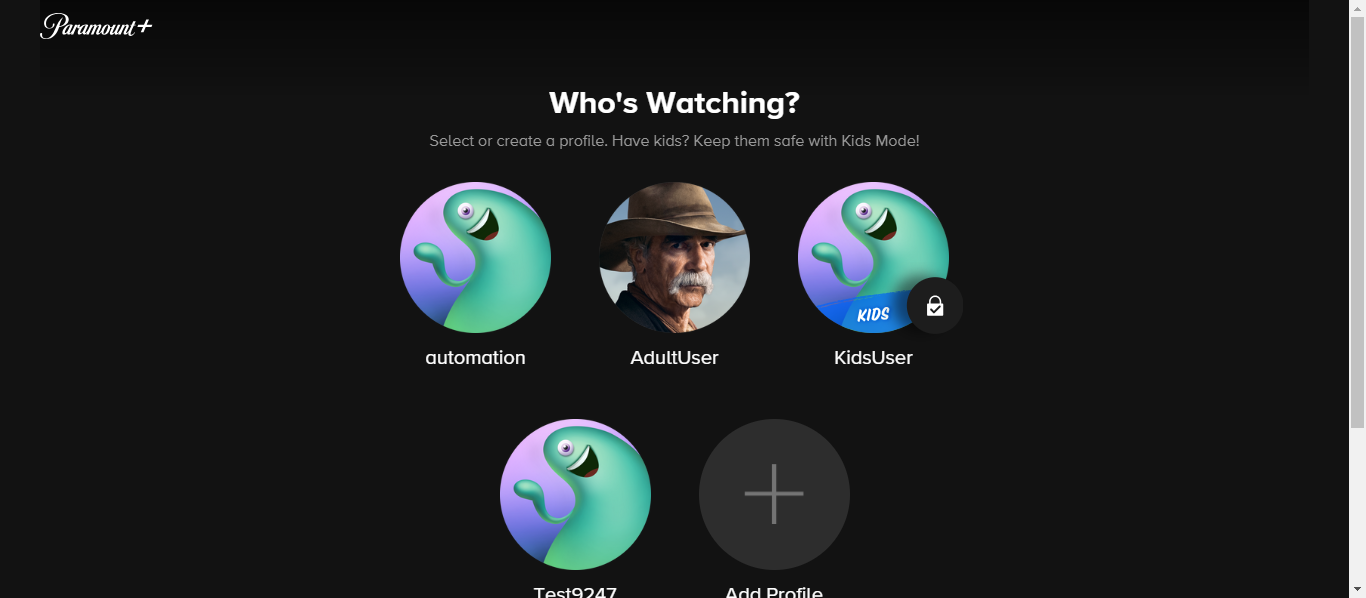 Paramount+
Who's Watching?
Select or create a profile. Have kids? Keep them safe with Kids Mode!
KIDS
automation
AdultUser
KidsUser
Test9247
Add Profile